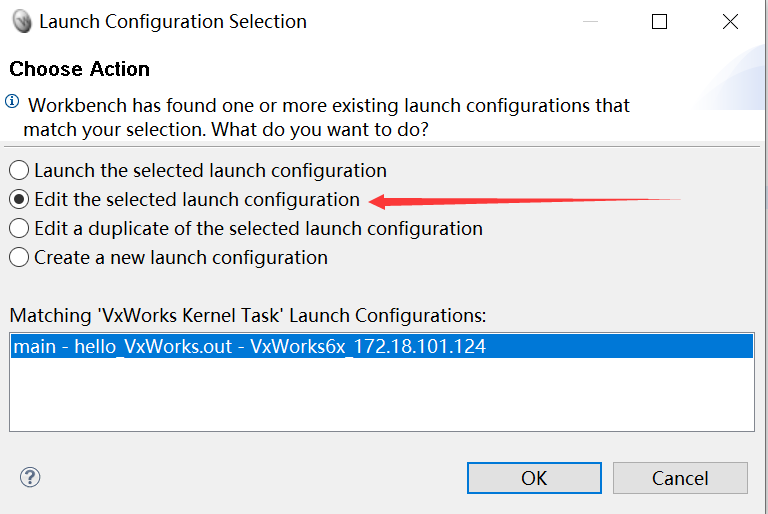 Launch Configuration Selection
Choose Action
Workbench has found one or more existing launch configurations that
match your selection. What do you want to do?
Launch the selected launch configuration
Edit the selected launch configuration
Edit a duplicate of the selected launch configuration
Create a new launch configuration
Matching 'VxWorks Kernel Task' Launch Configurations:
main - hello_VxWorks.out - VxWorks6x_172.18.101.124
OK Cancel